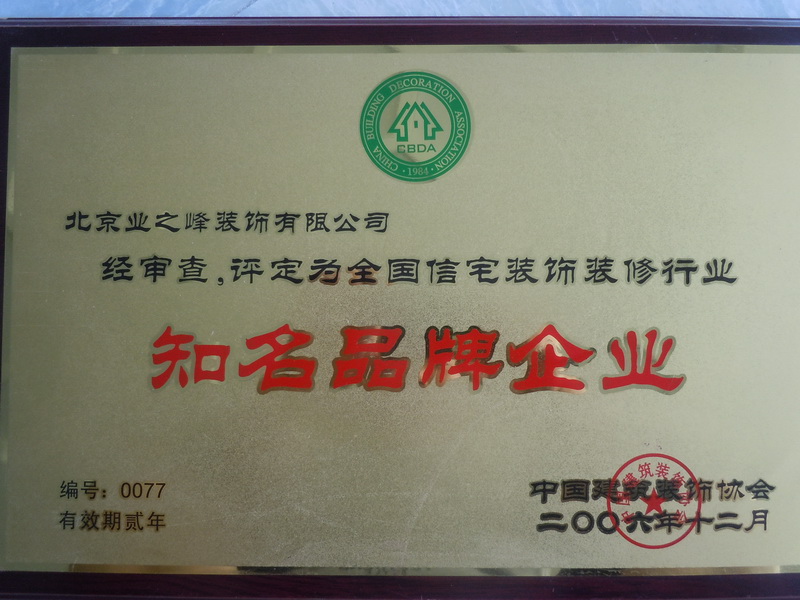 CHINA BUILDING DECORATION ASSOCIATION
CBDA
·1984·
北京业之峰装饰有限公司
经审查,评定为全国信宅装饰装修行业
知名品牌企业
编号：0077
有效期贰年
中国建筑装饰协会
二〇〇六年十二月